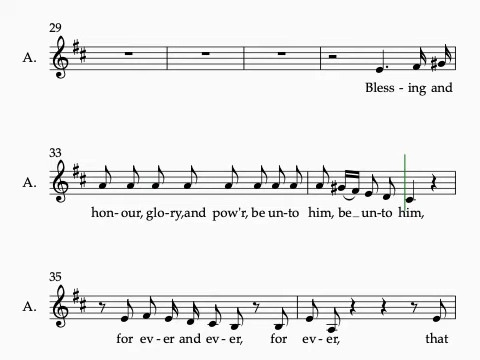 29
A.
Bless - ing and
33
A.
hon- our, glo-ry,and pow'r, be un-to him, be _ un-to him,
35
A.
for ev - er and ev - er, for ev - er, that